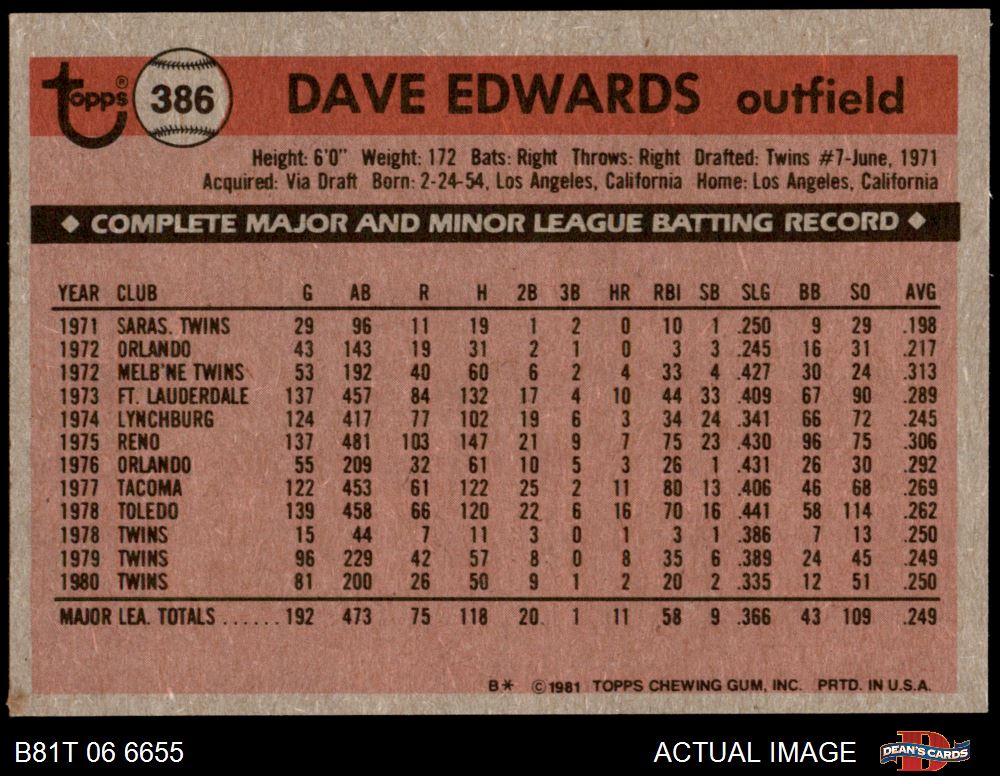 Topps® 386 DAVE EDWARDS outfield
Height: 6'0" Weight: 172 Bats: Right Throws: Right Drafted: Twins #7-June, 1971
Acquired: Via Draft Born: 2-24-54, Los Angeles, California Home: Los Angeles, California
◆ COMPLETE MAJOR AND MINOR LEAGUE BATTING RECORD ◆
YEAR CLUB G AB R H 2B 3B HR RBI SB SLG BB SO AVG
1971 SARAS. TWINS 29 96 11 19 1 2 0 10 1 .250 9 29 .198
1972 ORLANDO 43 143 19 31 2 1 0 3 3 .245 16 31 .217
1972 MELB'NE TWINS 53 192 40 60 6 2 4 33 4 .427 30 24 .313
1973 FT. LAUDERDALE 137 457 84 132 17 4 10 44 33 .409 67 90 .289
1974 LYNCHBURG 124 417 77 102 19 6 3 34 24 .341 66 72 .245
1975 RENO 137 481 103 147 21 9 7 75 23 .430 96 75 .306
1976 ORLANDO 55 209 32 61 10 5 3 26 1 .431 26 30 .292
1977 TACOMA 122 453 61 122 25 2 11 80 13 .406 46 68 .269
1978 TOLEDO 139 458 66 120 22 6 16 70 16 .441 58 114 .262
1978 TWINS 15 44 7 11 3 0 1 3 1 .386 7 13 .250
1979 TWINS 96 229 42 57 8 0 8 35 6 .389 24 45 .249
1980 TWINS 81 200 26 50 9 1 2 20 2 .335 12 51 .250
MAJOR LEA. TOTALS ...... 192 473 75 118 20 1 11 58 9 .366 43 109 .249
B* ©1981 TOPPS CHEWING GUM, INC. PRTD. IN U.S.A.
B81T 06 6655 ACTUAL IMAGE DEAN'S CARDS